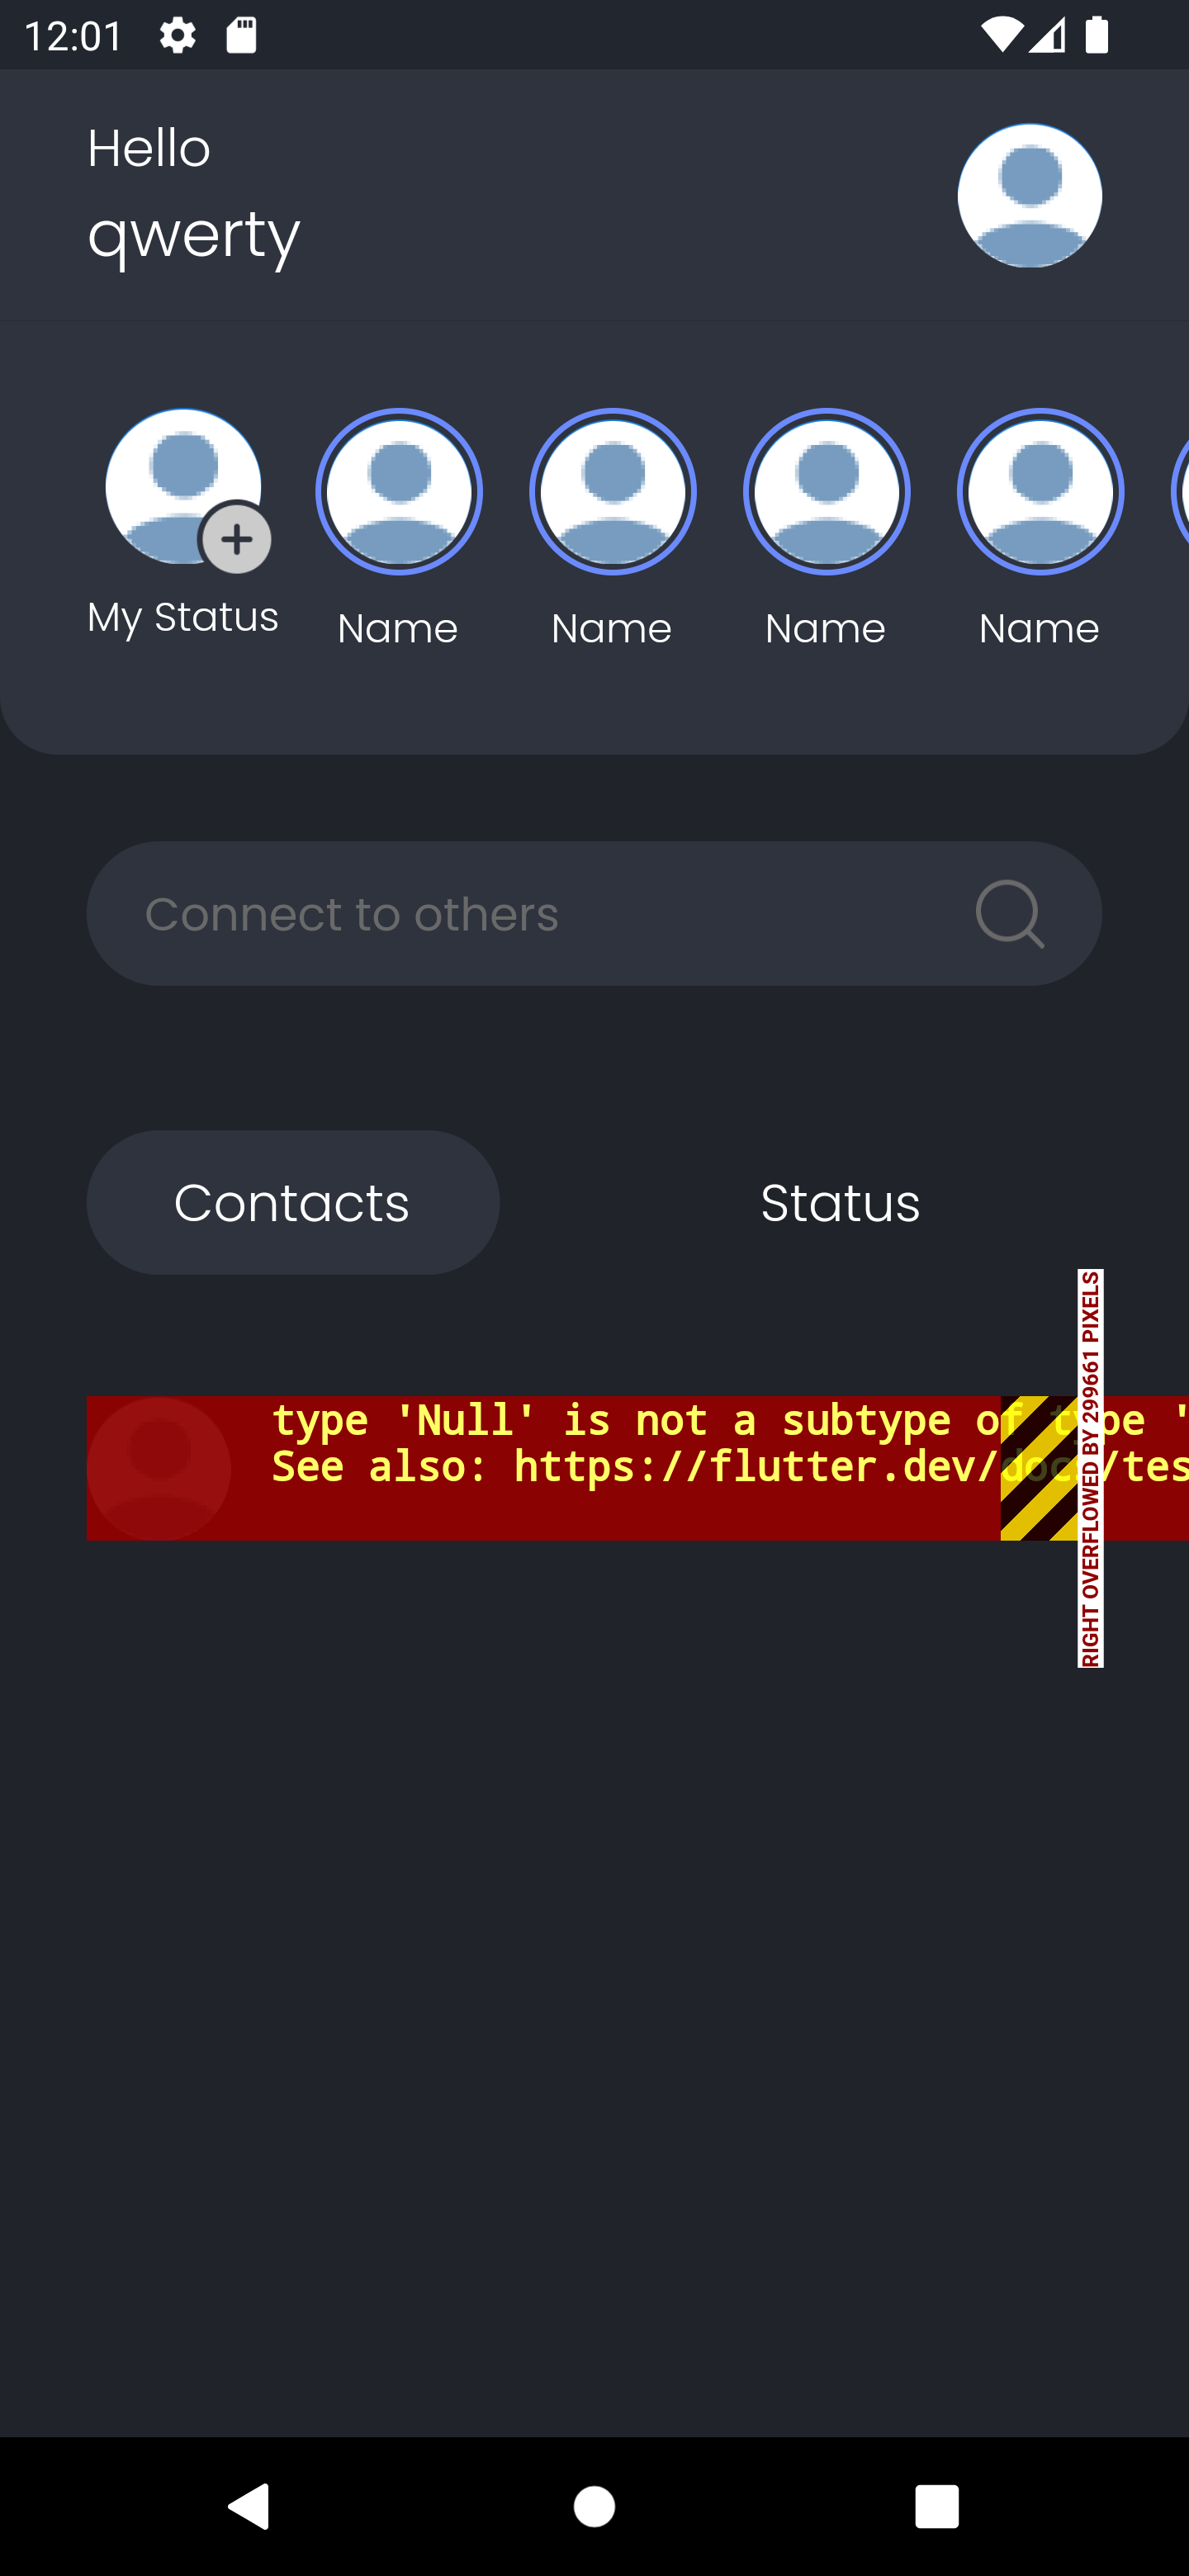 12:01
Hello
qwerty
My Status
Name
Name
Name
Name
Connect to others
Contacts
Status
type 'Null' is not a subtype of type '
See also: https://flutter.dev/docs/tes
RIGHT OVERFLOWED BY 299661 PIXELS